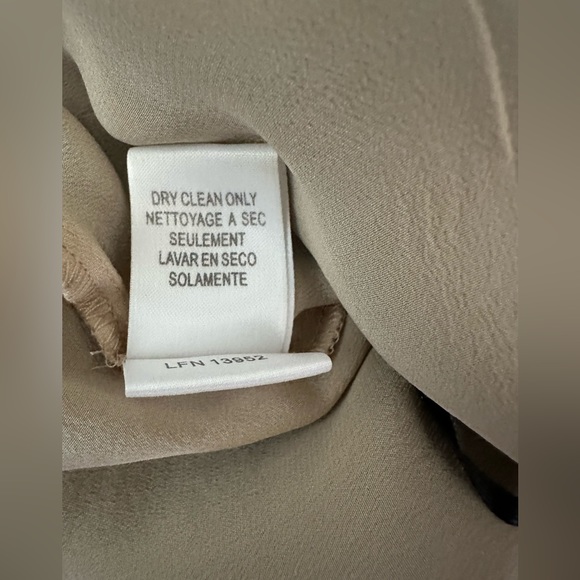 DRY CLEAN ONLY
NETTOYAGE A SEC
SEULEMENT
LAVAR EN SECO
SOLAMENTE
LFN 13952